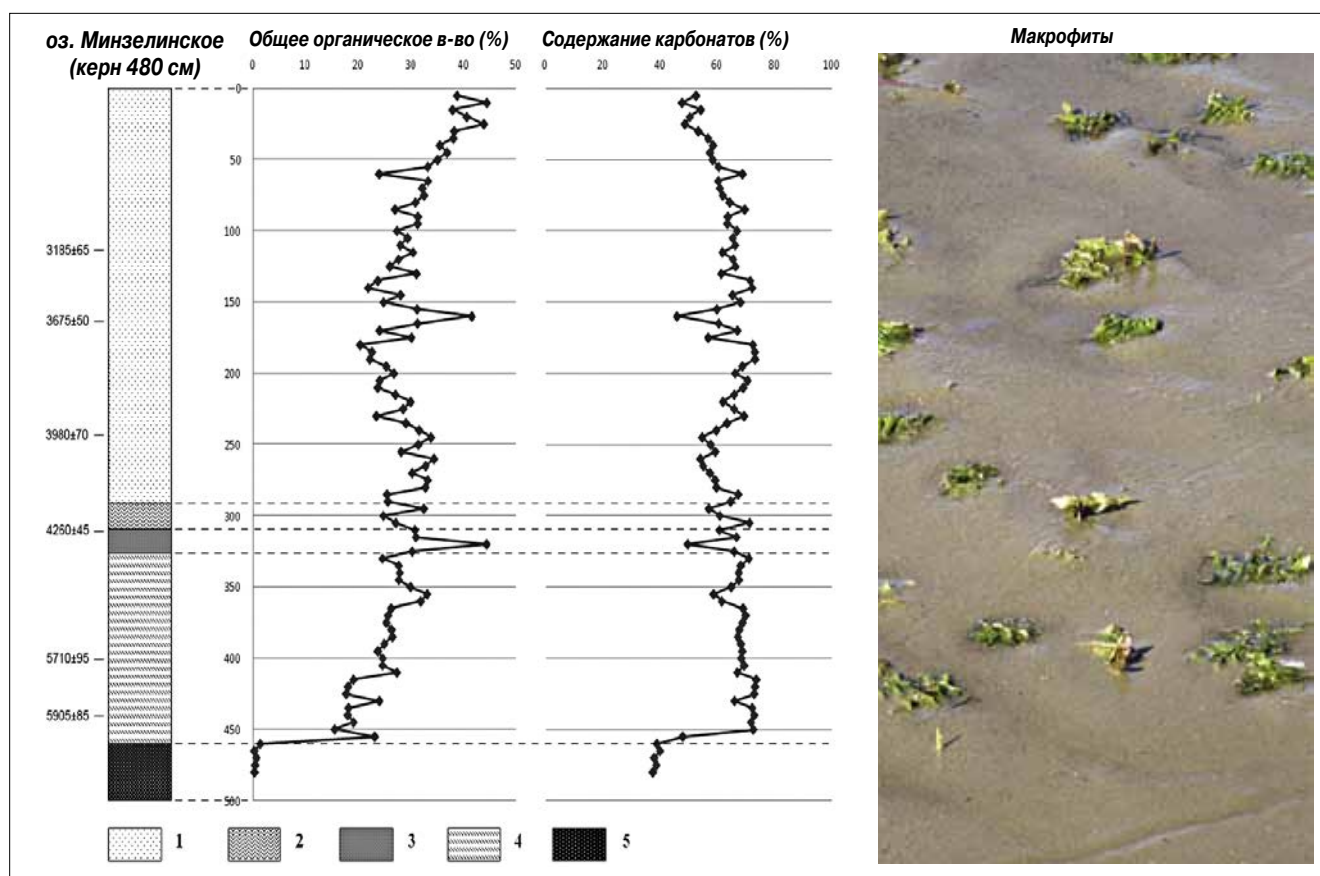 оз. Минзелинское
(керн 480 см)
Общее органическое в-во (%)
0 10 20 30 40 50
Содержание карбонатов (%)
0 20 40 60 80 100
Макрофиты
0
50
100
150
200
250
300
350
400
450
500
3185±65
3675±50
3980±70
4260±45
5710±95
5905±85
1 2 3 4 5